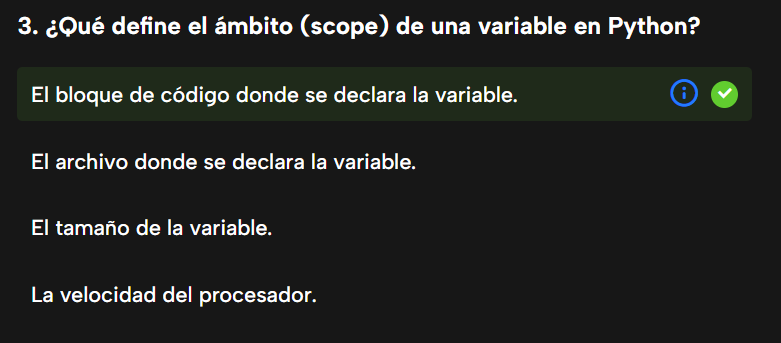 3. ¿Qué define el ámbito (scope) de una variable en Python?
El bloque de código donde se declara la variable.
El archivo donde se declara la variable.
El tamaño de la variable.
La velocidad del procesador.